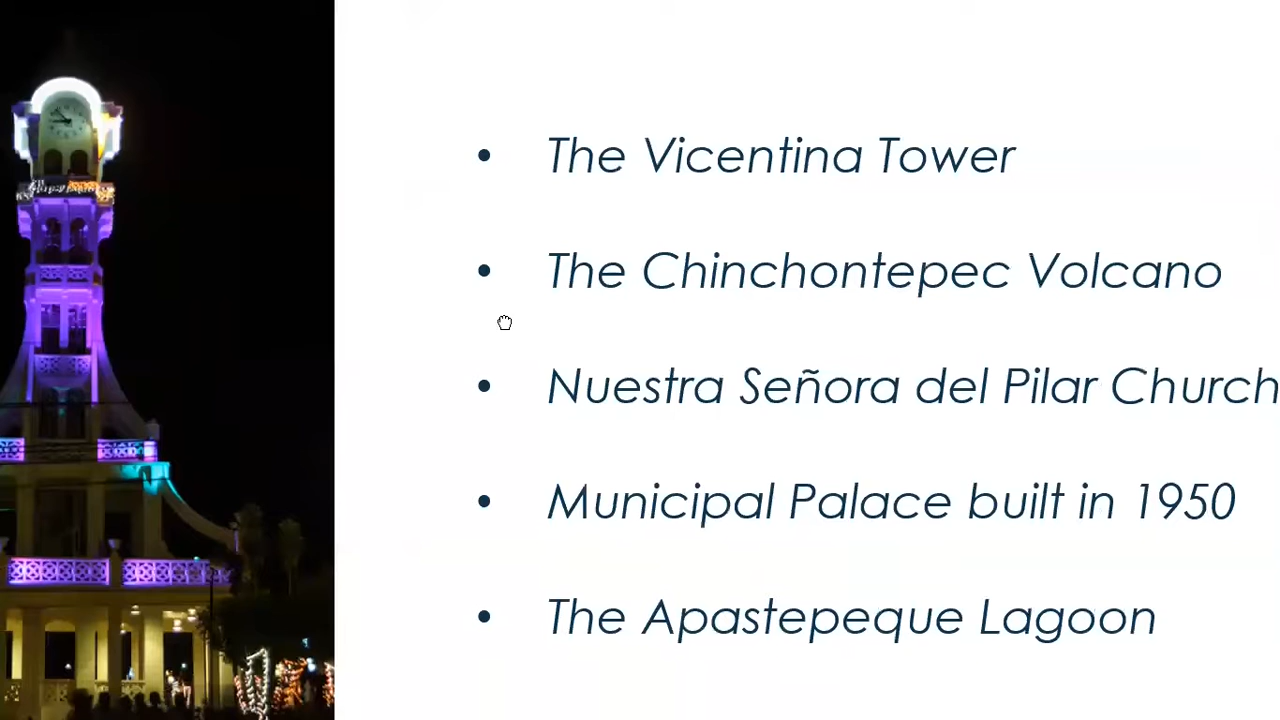 • The Vicentina Tower
• The Chinchontepec Volcano
• Nuestra Señora del Pilar Church
• Municipal Palace built in 1950
• The Apastepeque Lagoon